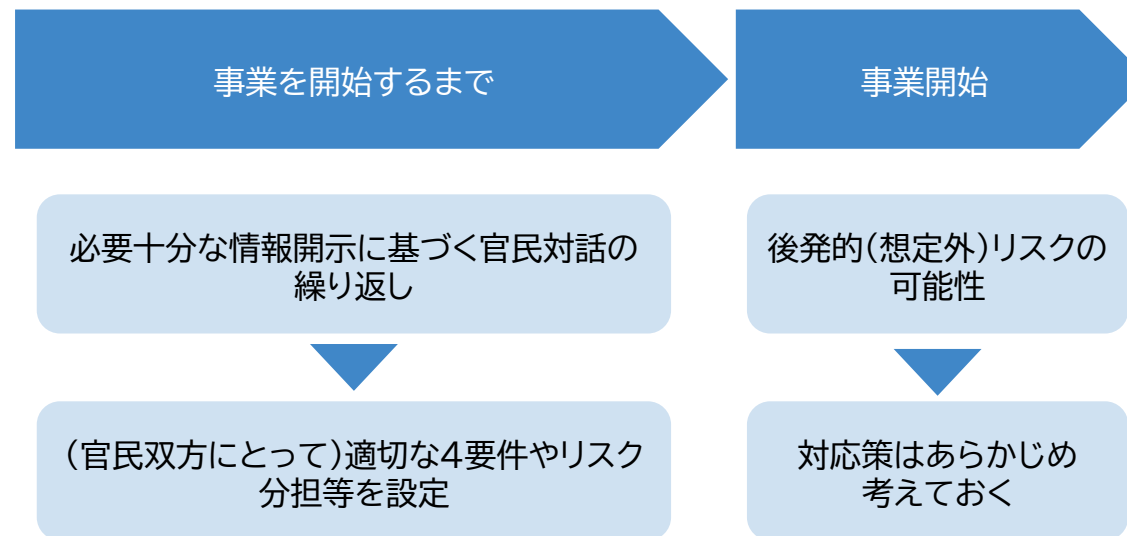 事業を開始するまで
事業開始
必要十分な情報開示に基づく官民対話の
繰り返し
後発的(想定外)リスクの
可能性
(官民双方にとって)適切な4要件やリスク
分担等を設定
対応策はあらかじめ
考えておく